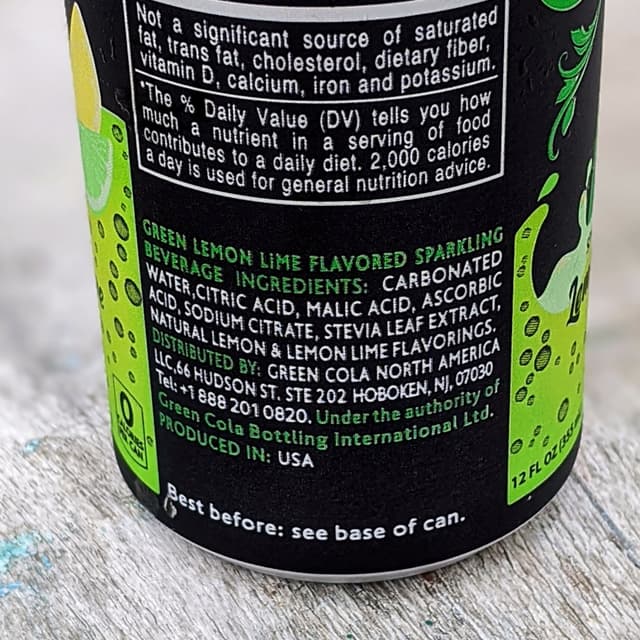 Not a significant source of saturated
fat, trans fat, cholesterol, dietary fiber,
vitamin D, calcium, iron and potassium.
*The % Daily Value (DV) tells you how
much a nutrient in a serving of food
contributes to a daily diet. 2,000 calories
a day is used for general nutrition advice.
GREEN LEMON LIME FLAVORED SPARKLING
BEVERAGE INGREDIENTS: CARBONATED
WATER,CITRIC ACID, MALIC ACID, ASCORBIC
ACID, SODIUM CITRATE, STEVIA LEAF EXTRACT,
NATURAL LEMON & LEMON LIME FLAVORINGS.
DISTRIBUTED BY: GREEN COLA NORTH AMERICA
LLC,66 HUDSON ST. STE 202 HOBOKEN, NJ, 07030
Tel: +1 888 201 0820. Under the authority of
Green Cola Bottling International Ltd.
PRODUCED IN: USA
Best before: see base of can.
0
CALORIES
PER CAN
12 FL OZ